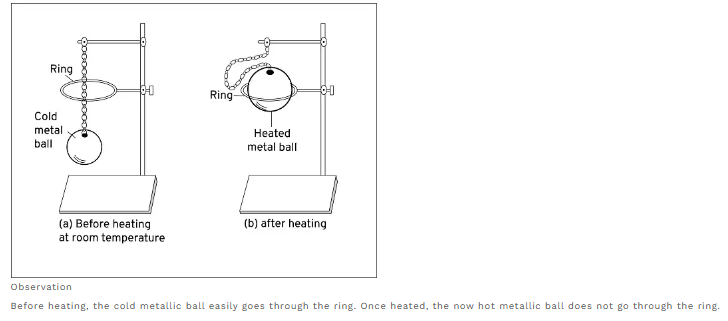 Ring
Cold
metal
ball
(a) Before heating
at room temperature
Ring
Heated
metal ball
(b) after heating
Observation
Before heating, the cold metallic ball easily goes through the ring. Once heated, the now hot metallic ball does not go through the ring.